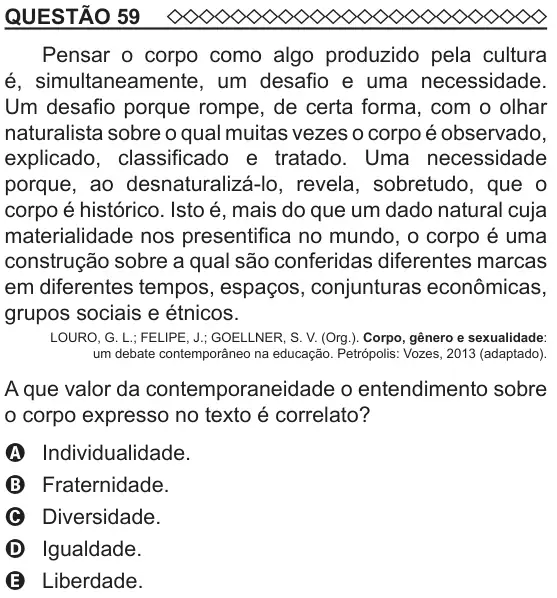 QUESTÃO 59
Pensar o corpo como algo produzido pela cultura
é, simultaneamente, um desafio e uma necessidade.
Um desafio porque rompe, de certa forma, com o olhar
naturalista sobre o qual muitas vezes o corpo é observado,
explicado, classificado e tratado. Uma necessidade
porque, ao desnaturalizá-lo, revela, sobretudo, que o
corpo é histórico. Isto é, mais do que um dado natural cuja
materialidade nos presentifica no mundo, o corpo é uma
construção sobre a qual são conferidas diferentes marcas
em diferentes tempos, espaços, conjunturas econômicas,
grupos sociais e étnicos.
LOURO, G. L.; FELIPE, J.; GOELLNER, S. V. (Org.). Corpo, gênero e sexualidade:
um debate contemporâneo na educação. Petrópolis: Vozes, 2013 (adaptado).
A que valor da contemporaneidade o entendimento sobre
o corpo expresso no texto é correlato?
A Individualidade.
B Fraternidade.
C Diversidade.
D Igualdade.
E Liberdade.